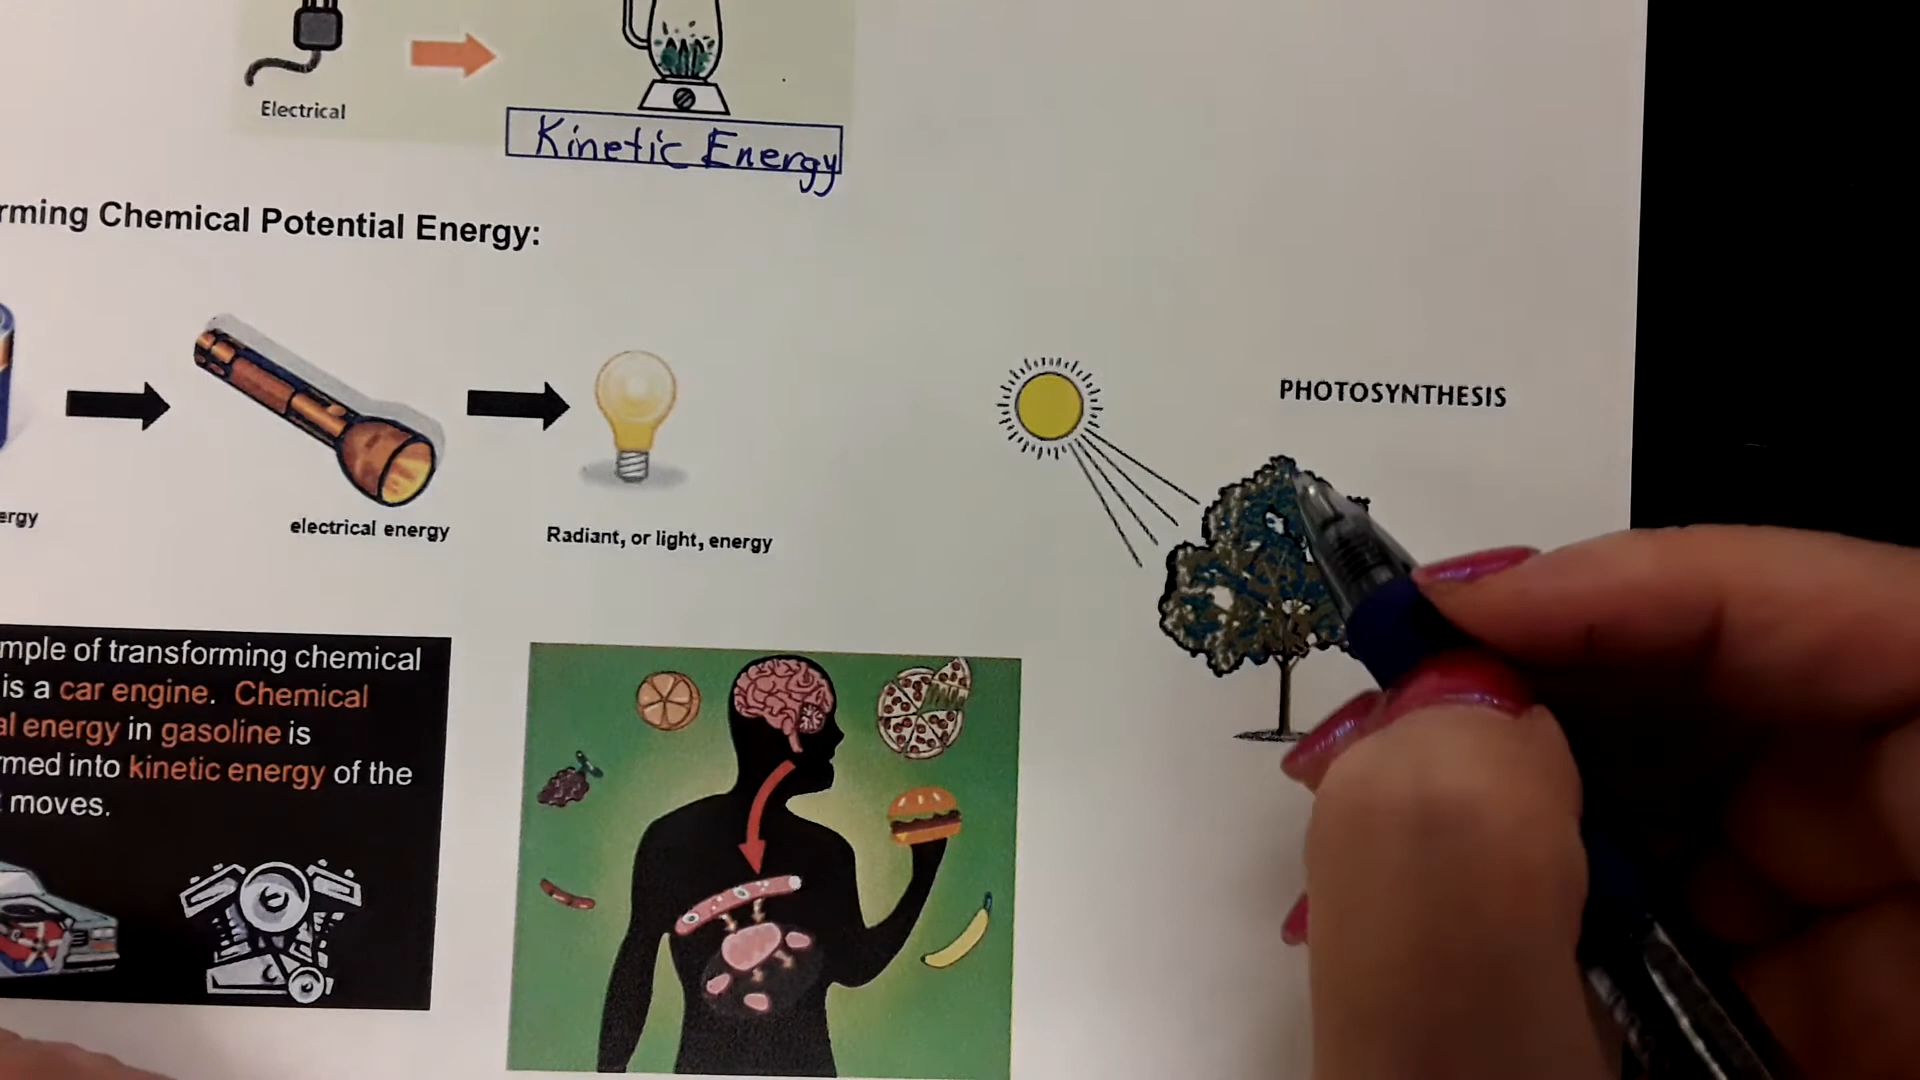 Electrical
Kinetic Energy
rming Chemical Potential Energy:
PHOTOSYNTHESIS
ergy
electrical energy
Radiant, or light, energy
mple of transforming chemical
is a car engine. Chemical
al energy in gasoline is
rmed into kinetic energy of the
moves.